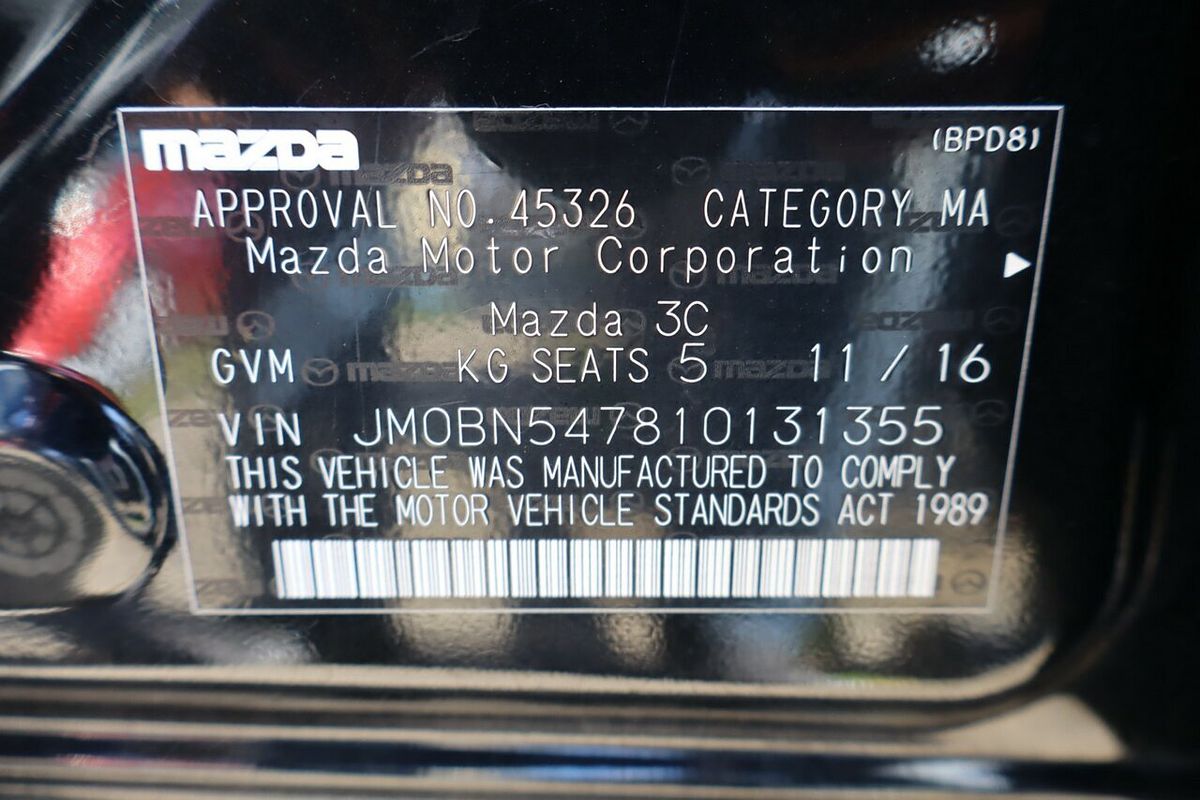 mazda (BPD8)
APPROVAL NO.45326 CATEGORY MA
Mazda Motor Corporation
Mazda 3C
GVM KG SEATS 5 11 / 16
VIN JM0BN547810131355
THIS VEHICLE WAS MANUFACTURED TO COMPLY
WITH THE MOTOR VEHICLE STANDARDS ACT 1989